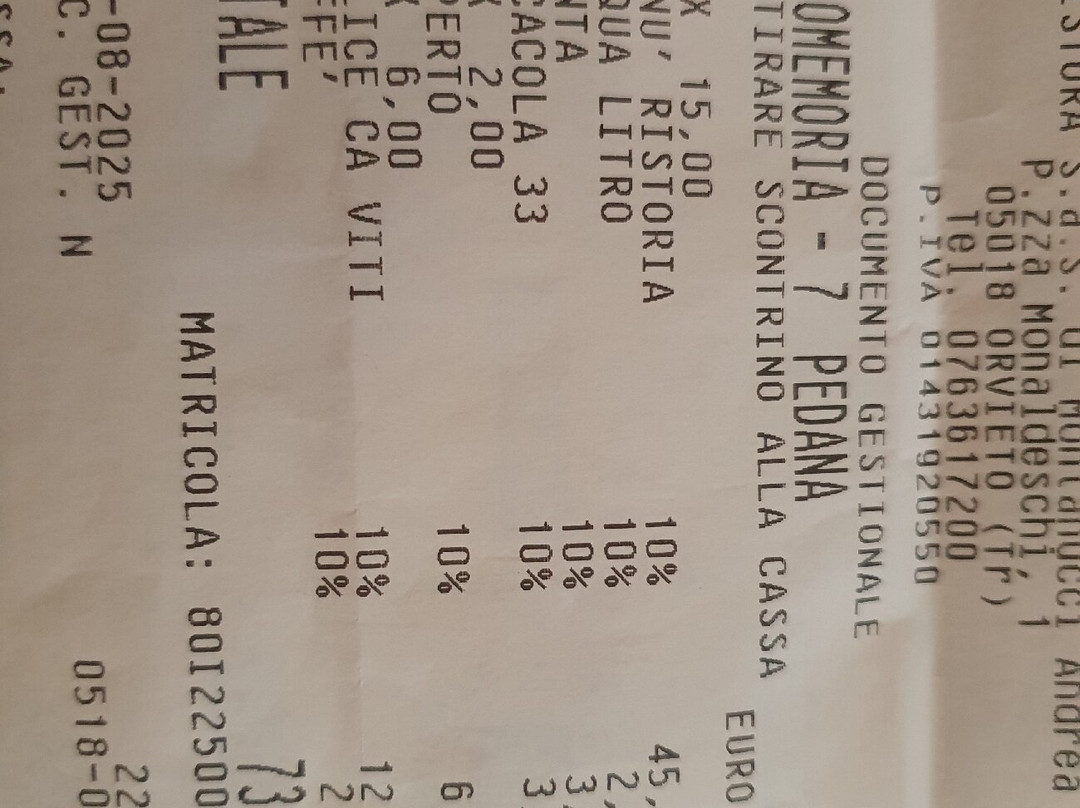 S.a.S. di Montanucci Andrea
P.zza Monaldeschi, 1
05018 ORVIETO (Tr)
Tel. 0763617200
P.IVA 01431920550
DOCUMENTO GESTIONALE
OMEMORIA - 7 PEDANA
TIRARE SCONTRINO ALLA CASSA
EURO
X 15,00
NU' RISTORIA 10% 45,
QUA LITRO 10% 2,
NTA 10% 3,
CACOLA 33 10% 3
X 2,00
PERTO 10% 6
X 6,00
LICE CA VITI 10% 12
FFE' 10% 2
TALE 73
MATRICOLA: 80I22500
-08-2025 22
C. GEST. N 0518-0